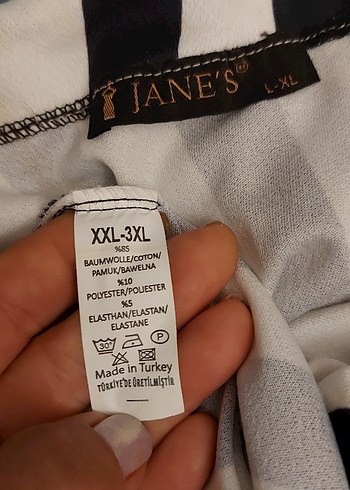 JANE'S®
L-XL
XXL-3XL
%85
BAUMWOLLE/COTON/
PAMUK/BAWELNA
%10
POLYESTER/POLIESTER
%5
ELASTHAN/ELASTAN/
ELASTANE
30°
P
Made in Turkey
TÜRKİYE'DE ÜRETİLMİŞTİR